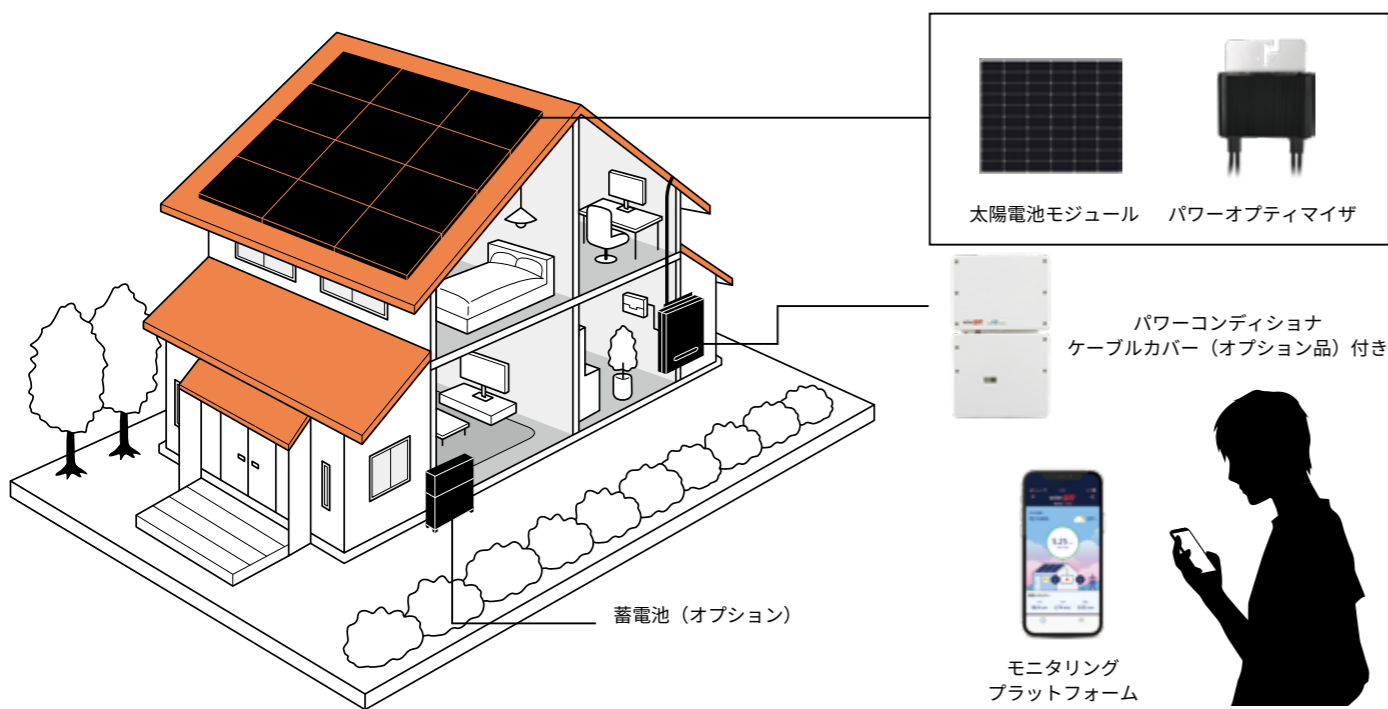 太陽電池モジュール
パワーオプティマイザ
パワーコンディショナ
ケーブルカバー（オプション品）付き
蓄電池（オプション）
5.25
モニタリング
プラットフォーム